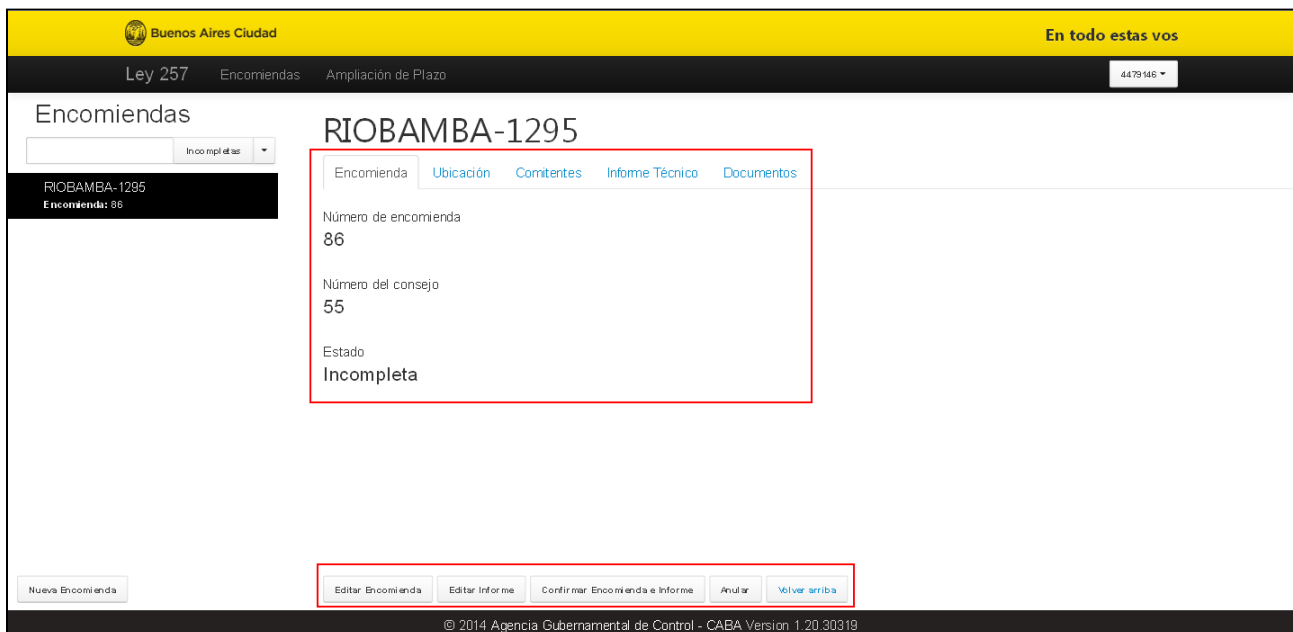 Buenos Aires Ciudad
En todo estas vos
Ley 257 Encomiendas Ampliación de Plazo 4479146
Encomiendas
Incompletas
RIOBAMBA-1295
Encomienda: 86
RIOBAMBA-1295
Encomienda Ubicación Comitentes Informe Técnico Documentos
Número de encomienda
86
Número del consejo
55
Estado
Incompleta
Nueva Encomienda
Editar Encomienda Editar Informe Confirmar Encomienda e Informe Anular Volver arriba
© 2014 Agencia Gubernamental de Control - CABA Version 1.20.30319